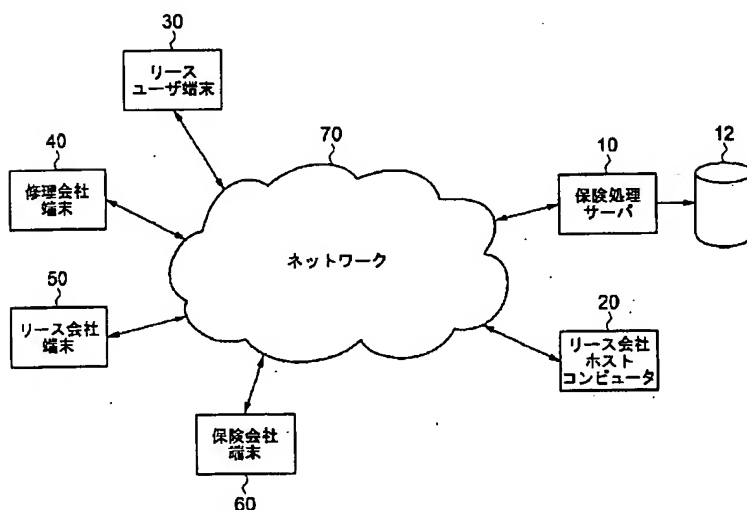 30
リース
ユーザ端末
40
修理会社
端末
70
10
保険処理
サーバ
12
ネットワーク
50
リース会社
端末
20
リース会社
ホスト
コンピュータ
保険会社
端末
60